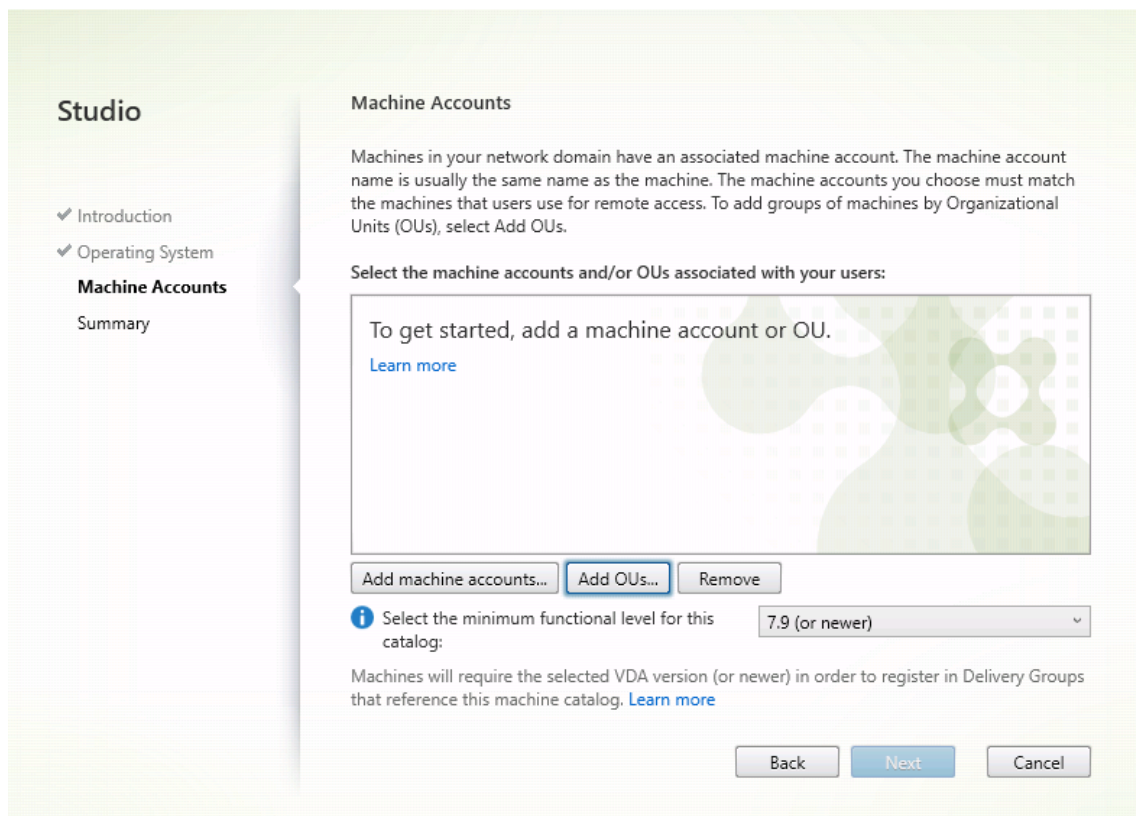 Studio
Introduction
Operating System
Machine Accounts
Summary
Machine Accounts
Machines in your network domain have an associated machine account. The machine account
name is usually the same name as the machine. The machine accounts you choose must match
the machines that users use for remote access. To add groups of machines by Organizational
Units (OUs), select Add OUs.
Select the machine accounts and/or OUs associated with your users:
To get started, add a machine account or OU.
Learn more
Add machine accounts... Add OUs... Remove
Select the minimum functional level for this
catalog:
7.9 (or newer)
Machines will require the selected VDA version (or newer) in order to register in Delivery Groups
that reference this machine catalog. Learn more
Back Next Cancel